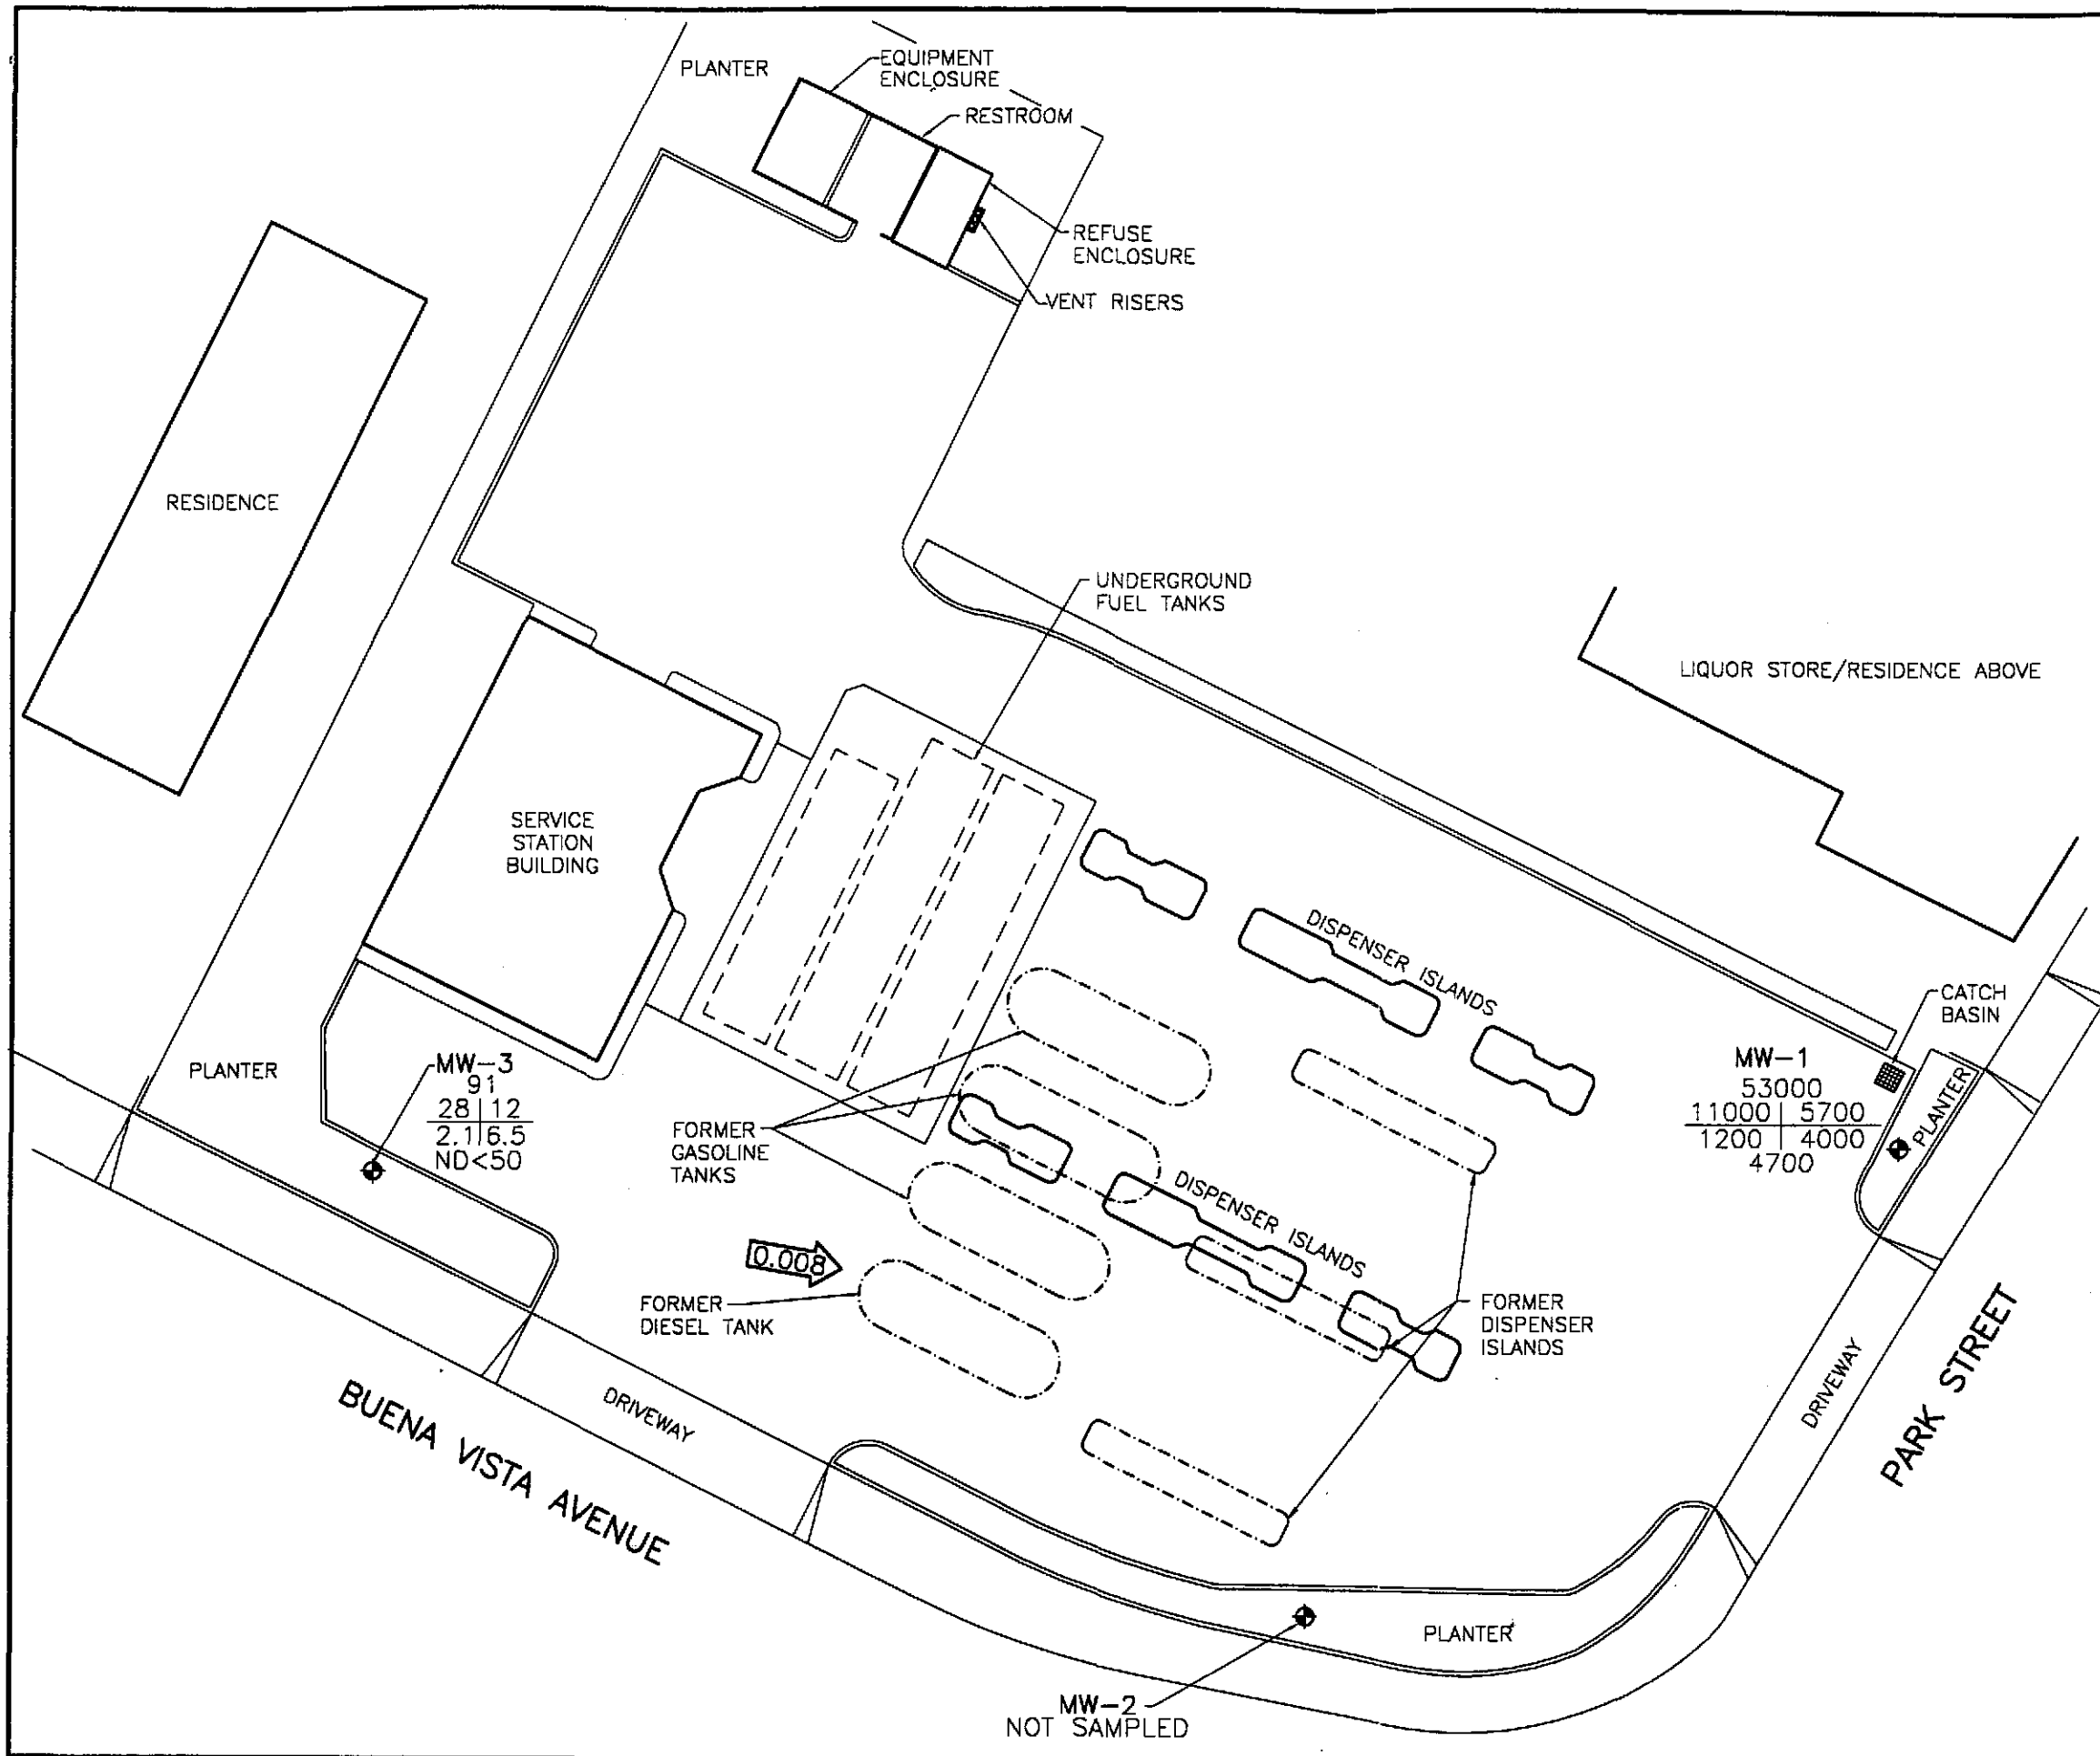 PLANTER
EQUIPMENT
ENCLOSURE
RESTROOM
REFUSE
ENCLOSURE
VENT RISERS
RESIDENCE
UNDERGROUND
FUEL TANKS
LIQUOR STORE/RESIDENCE ABOVE
SERVICE
STATION
BUILDING
DISPENSER ISLANDS
CATCH
BASIN
PLANTER
MW-3
91
28 | 12
2.1 | 6.5
ND<50
MW-1
53000
11000 | 5700
1200 | 4000
4700
PLANTER
FORMER
GASOLINE
TANKS
DISPENSER ISLANDS
0.008
FORMER
DIESEL TANK
FORMER
DISPENSER
ISLANDS
DRIVEWAY
PARK STREET
BUENA VISTA AVENUE
DRIVEWAY
PLANTER
MW-2
NOT SAMPLED